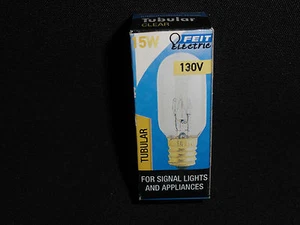 Tubular
CLEAR
15W
FEIT
Electric
130V
TUBULAR
FOR SIGNAL LIGHTS
AND APPLIANCES